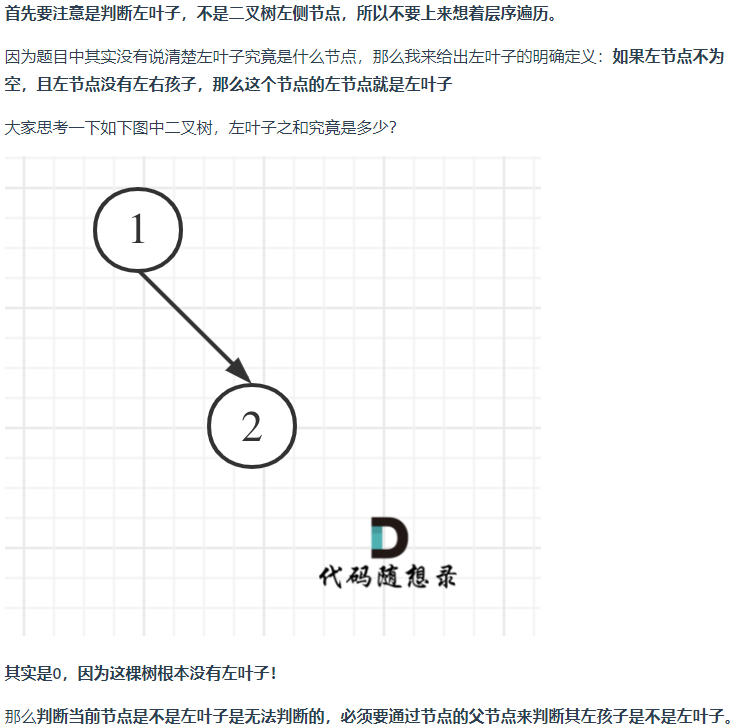 首先要注意是判断左叶子，不是二叉树左侧节点，所以不要上来想着层序遍历。
因为题目中其实没有说清楚左叶子究竟是什么节点，那么我来给出左叶子的明确定义：如果左节点不为
空，且左节点没有左右孩子，那么这个节点的左节点就是左叶子
大家思考一下如下图中二叉树，左叶子之和究竟是多少？
1
2
代码随想录
其实是0，因为这棵树根本没有左叶子！
那么判断当前节点是不是左叶子是无法判断的，必须要通过节点的父节点来判断其左孩子是不是左叶子。